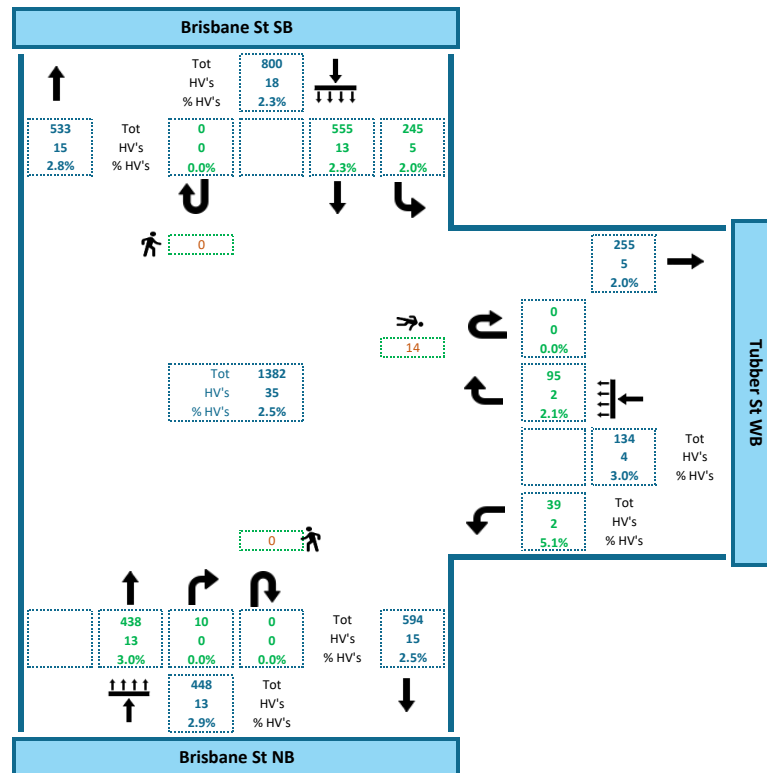 Brisbane St SB
Tot 800
HV's 18
% HV's 2.3%
533 Tot 0 555 245
15 HV's 0 13 5
2.8% % HV's 0.0% 2.3% 2.0%
0
255
5
2.0%
0
0
0.0%
14
Tot 1382
HV's 35
% HV's 2.5%
95
2
2.1%
134 Tot
4 HV's
3.0% % HV's
39 Tot
2 HV's
5.1% % HV's
Tubber St WB
0
438 10 0 Tot 594
13 0 0 HV's 15
3.0% 0.0% 0.0% % HV's 2.5%
448 Tot
13 HV's
2.9% % HV's
Brisbane St NB